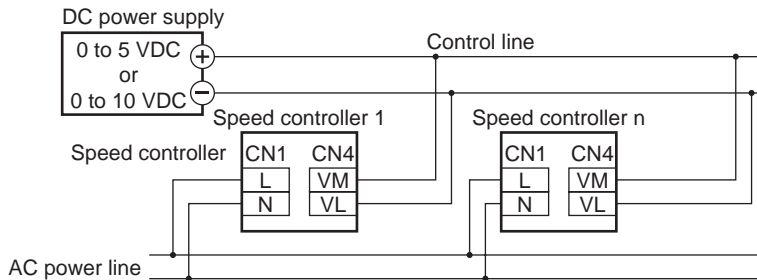 DC power supply
0 to 5 VDC
or
0 to 10 VDC
+
−
Control line
Speed controller 1
Speed controller n
Speed controller
CN1 CN4
L VM
N VL
CN1 CN4
L VM
N VL
AC power line